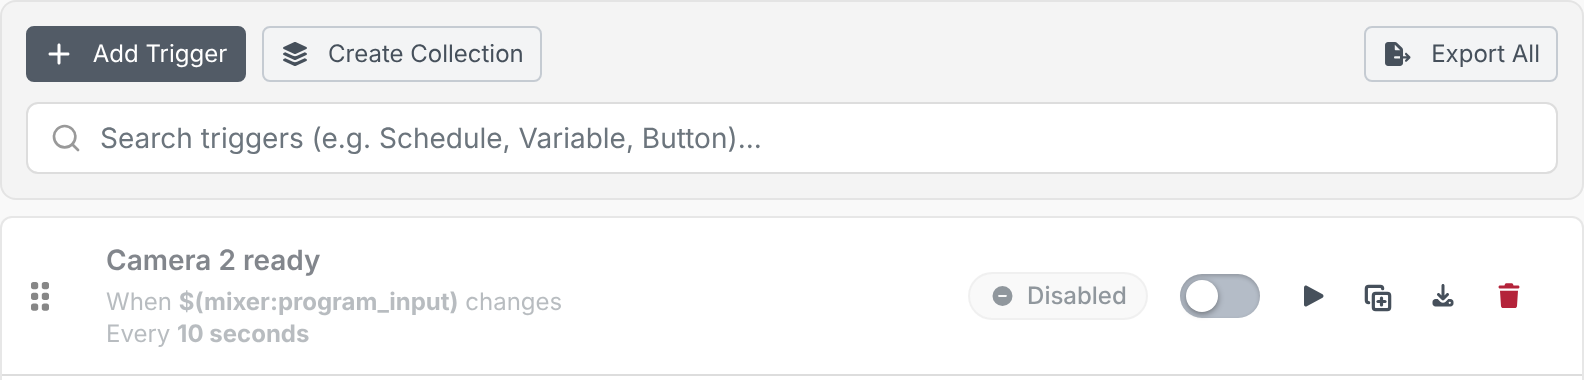 Add Trigger
Create Collection
Export All
Search triggers (e.g. Schedule, Variable, Button)...
Camera 2 ready
When $(mixer:program_input) changes
Every 10 seconds
Disabled